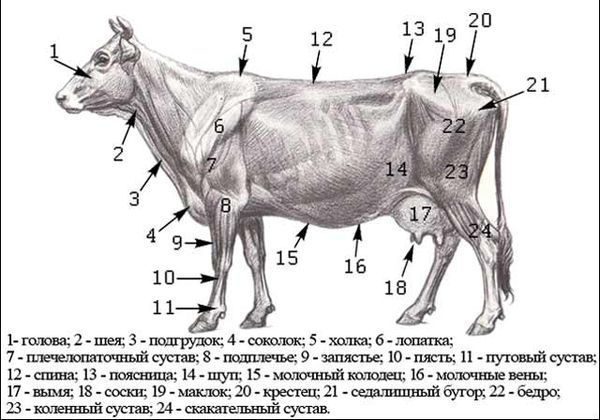 5 12 13 19 20
1 21
6 22
2 7 14 23
3 8
4 17 24
9
15 16
10 18
11
1- голова; 2 - шея; 3 - подгрудок; 4 - соколок; 5 - холка; 6 - лопатка;
7 - плечелопаточный сустав; 8 - подплечье; 9 - запястье; 10 - пясть; 11 - путовый сустав;
12 - спина; 13 - поясница; 14 - щуп; 15 - молочный колодец; 16 - молочные вены;
17 - вымя; 18 - соски; 19 - маклок; 20 - крестец; 21 - седалищный бугор; 22 - бедро;
23 - коленный сустав; 24 - скакательный сустав.